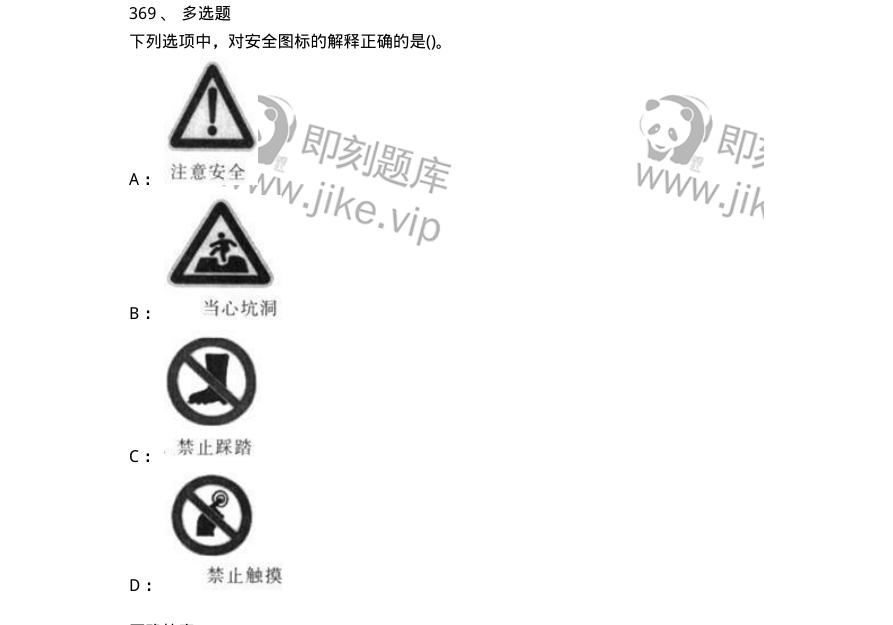 369 、 多选题
下列选项中，对安全图标的解释正确的是()。
注意安全
A：
即刻题库
www.jike.vip
即刻
www.jik
当心坑洞
B：
禁止踩踏
C：
禁止触摸
D：